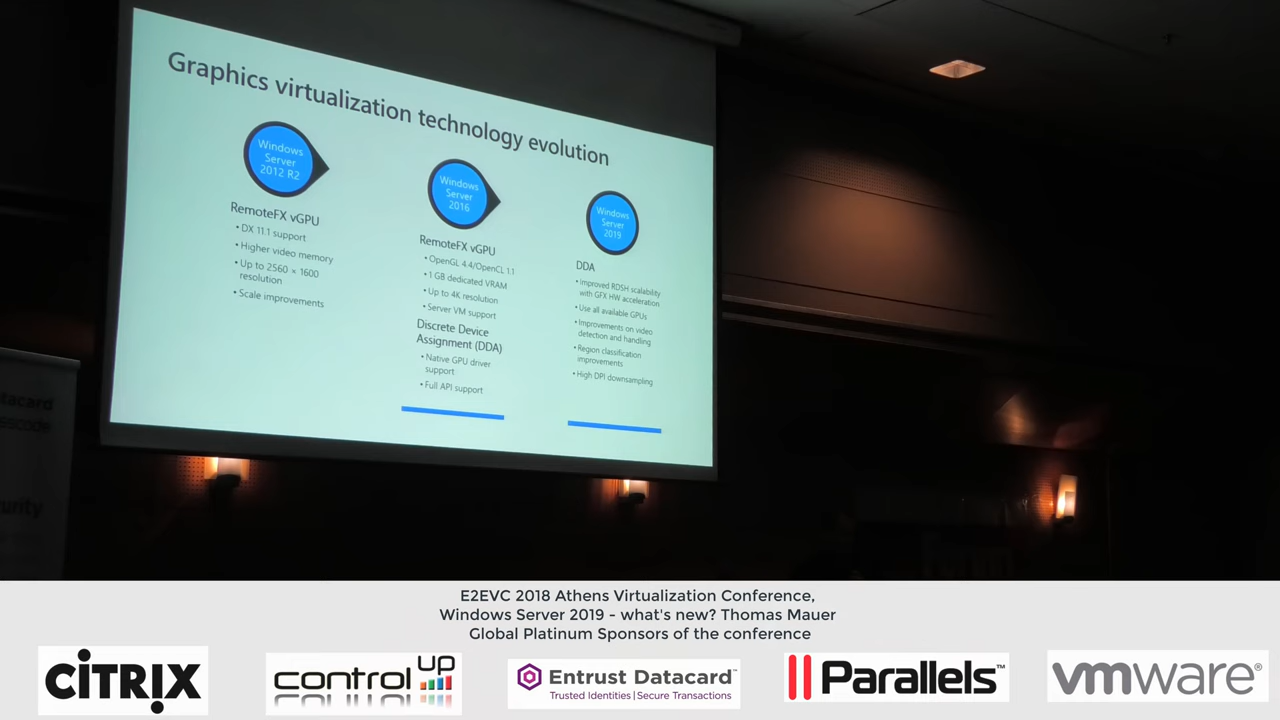 Graphics virtualization technology evolution
Windows
Server
2012 R2
RemoteFX vGPU
• DX 11.1 support
• Higher video memory
• Up to 2560 × 1600
resolution
• Scale improvements
Windows
Server
2016
RemoteFX vGPU
• OpenGL 4.4/OpenCL 1.1
• 1 GB dedicated VRAM
• Up to 4K resolution
• Server VM support
Discrete Device
Assignment (DDA)
• Native GPU driver
support
• Full API support
Windows
Server
2019
DDA
• Improved RDSH scalability
with GFX HW acceleration
• Use all available GPUs
• Improvements on video
detection and handling
• Region classification
improvements
• High DPI downsampling
E2EVC 2018 Athens Virtualization Conference,
Windows Server 2019 - what's new? Thomas Mauer
Global Platinum Sponsors of the conference
CITRIX
control UP
Entrust Datacard™
Trusted Identities | Secure Transactions
Parallels™
vmware®